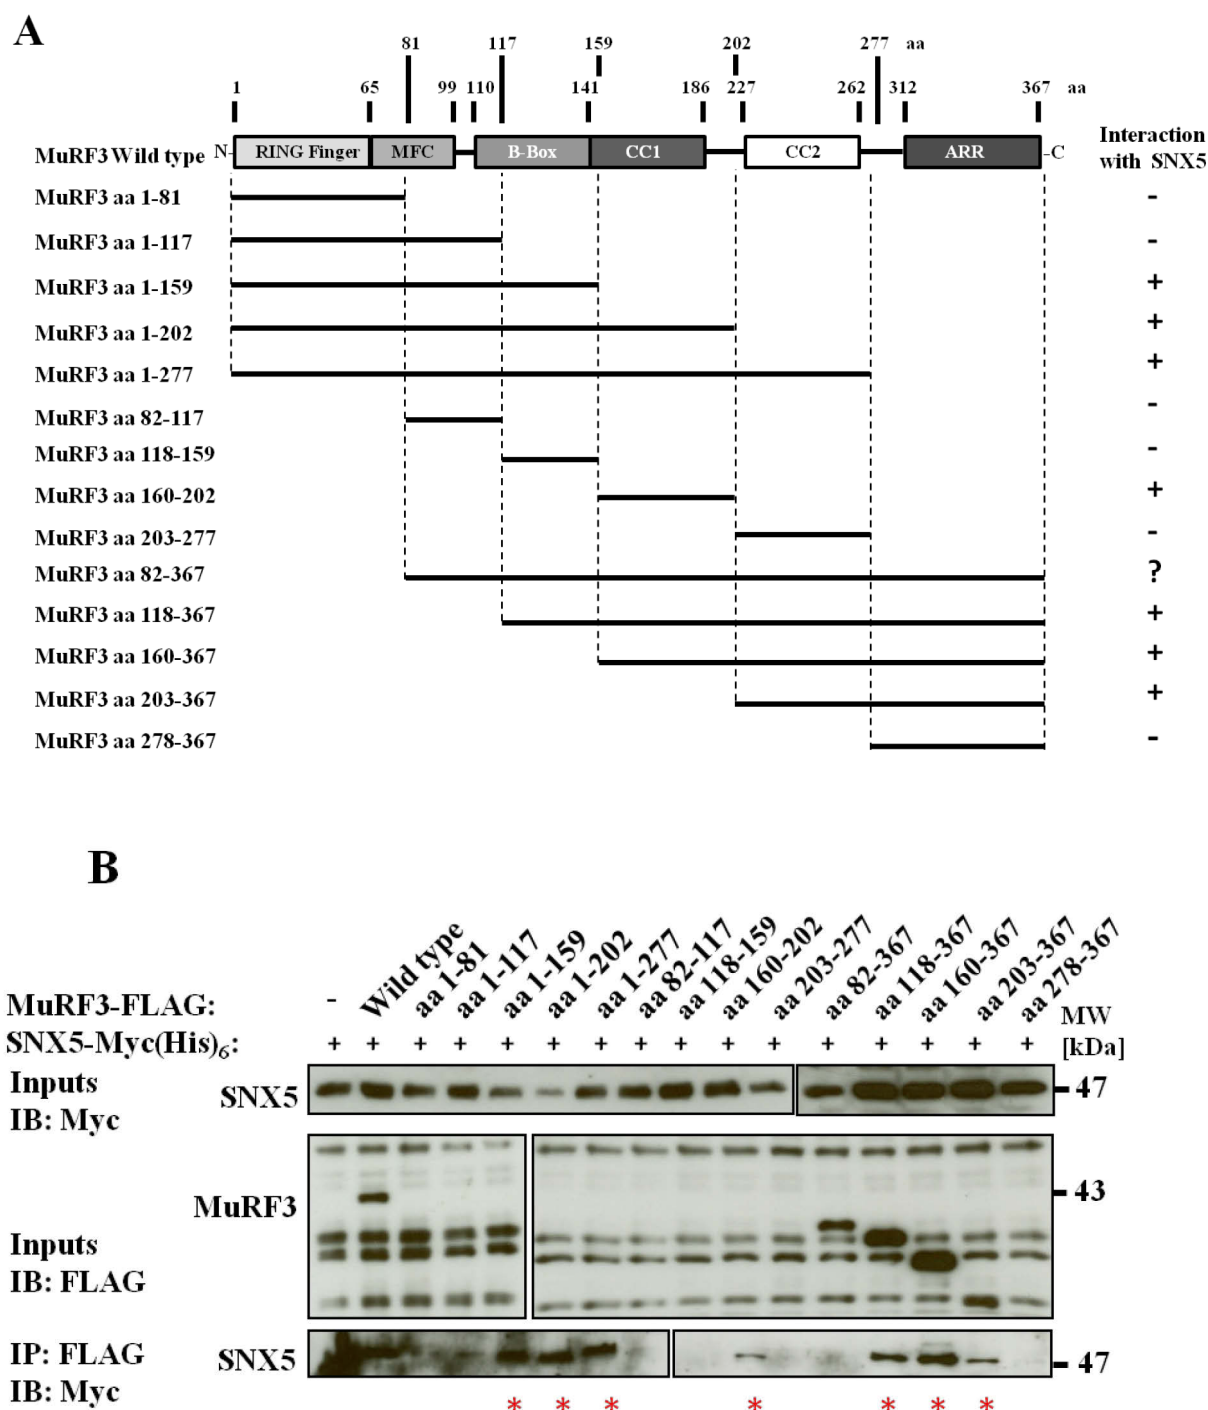 A
81 117 159 202 277 aa
1 65 99 110 141 186 227 262 312 367 aa
MuRF3 Wild type N- RING Finger MFC B-Box CC1 CC2 ARR -C
Interaction
with SNX5
MuRF3 aa 1-81 -
MuRF3 aa 1-117 -
MuRF3 aa 1-159 +
MuRF3 aa 1-202 +
MuRF3 aa 1-277 +
MuRF3 aa 82-117 -
MuRF3 aa 118-159 -
MuRF3 aa 160-202 +
MuRF3 aa 203-277 -
MuRF3 aa 82-367 ?
MuRF3 aa 118-367 +
MuRF3 aa 160-367 +
MuRF3 aa 203-367 +
MuRF3 aa 278-367 -
B
MuRF3-FLAG: - Wild type aa 1-81 aa 1-117 aa 1-159 aa 1-202 aa 1-277 aa 82-117 aa 118-159 aa 160-202 aa 203-277 aa 82-367 aa 118-367 aa 160-367 aa 203-367 aa 278-367
MW
[kDa]
SNX5-Myc(His)6: + + + + + + + + + + + + + + + +
Inputs
IB: Myc
SNX5
47
MuRF3
43
Inputs
IB: FLAG
IP: FLAG
IB: Myc
SNX5
47
* * * * * * *